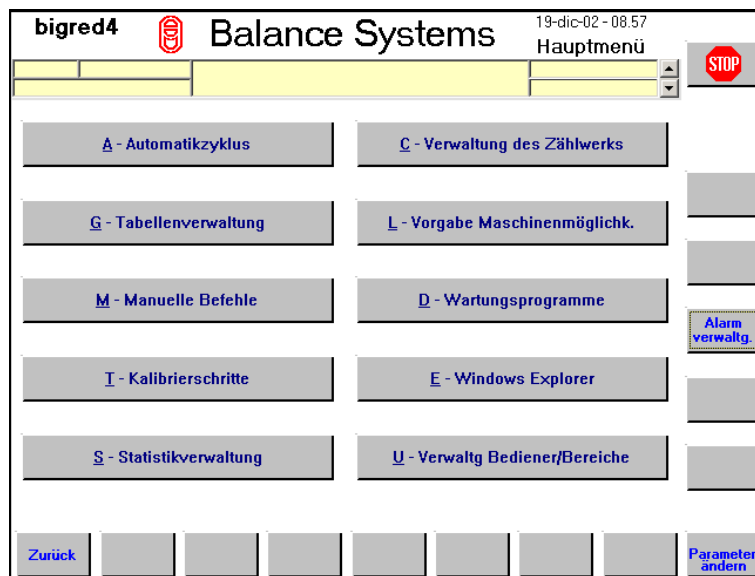 bigred4
Balance Systems
19-dic-02 - 08.57
Hauptmenü
STOP
A - Automatikzyklus
C - Verwaltung des Zählwerks
G - Tabellenverwaltung
L - Vorgabe Maschinenmöglichk.
M - Manuelle Befehle
D - Wartungsprogramme
Alarm
verwaltg.
T - Kalibrierschritte
E - Windows Explorer
S - Statistikverwaltung
U - Verwaltg Bediener/Bereiche
Zurück
Parameter
ändern